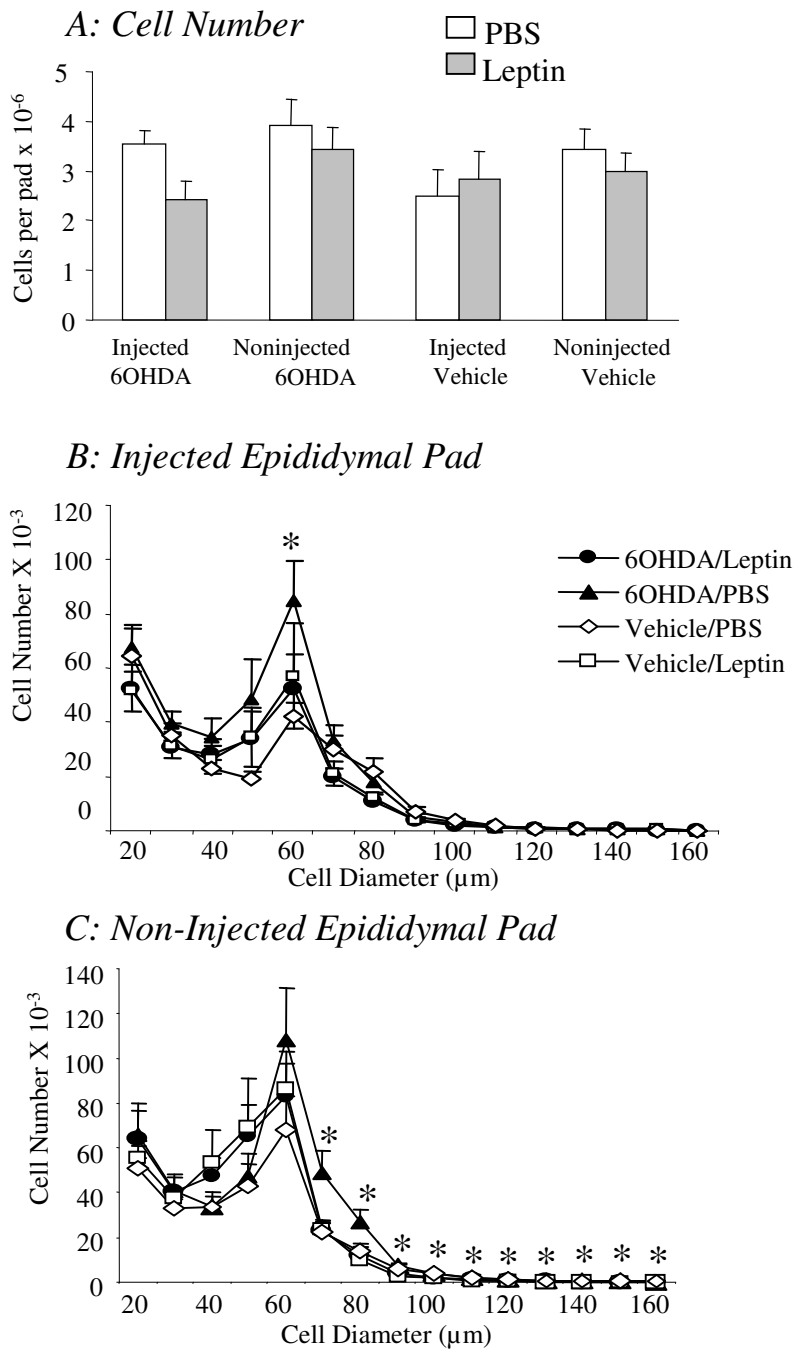 A: Cell Number
PBS
Leptin
Cells per pad x 10-6
5
4
3
2
1
0
Injected 6OHDA
Noninjected 6OHDA
Injected Vehicle
Noninjected Vehicle
B: Injected Epididymal Pad
Cell Number X 10-3
120
100
80
60
40
20
0
*
6OHDA/Leptin
6OHDA/PBS
Vehicle/PBS
Vehicle/Leptin
20 40 60 80 100 120 140 160
Cell Diameter (µm)
C: Non-Injected Epididymal Pad
Cell Number X 10-3
140
120
100
80
60
40
20
0
* * * * * * * * * *
20 40 60 80 100 120 140 160
Cell Diameter (µm)